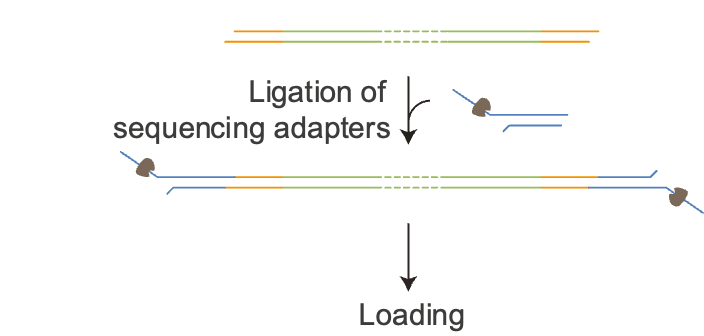 Ligation of
sequencing adapters
Loading